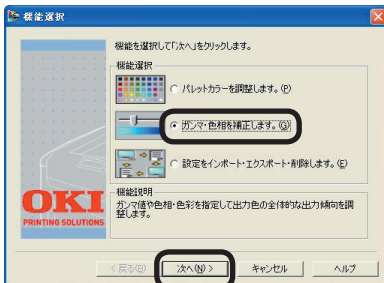 機能選択
機能を選択して「次へ」をクリックします。
機能選択
パレットカラーを調整します。(P)
ガンマ・色相を補正します。(G)
設定をインポート・エクスポート・削除します。(E)
機能説明
ガンマ値や色相・色彩を指定して出力色の全体的な出力傾向を調
整します。
OKI
PRINTING SOLUTIONS
< 戻る(B)
次へ(N) >
キャンセル
ヘルプ